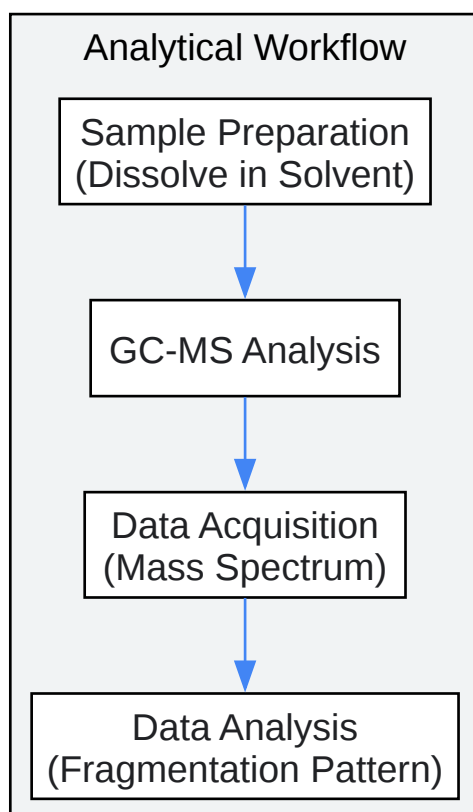 Analytical Workflow
Sample Preparation
(Dissolve in Solvent)
GC-MS Analysis
Data Acquisition
(Mass Spectrum)
Data Analysis
(Fragmentation Pattern)